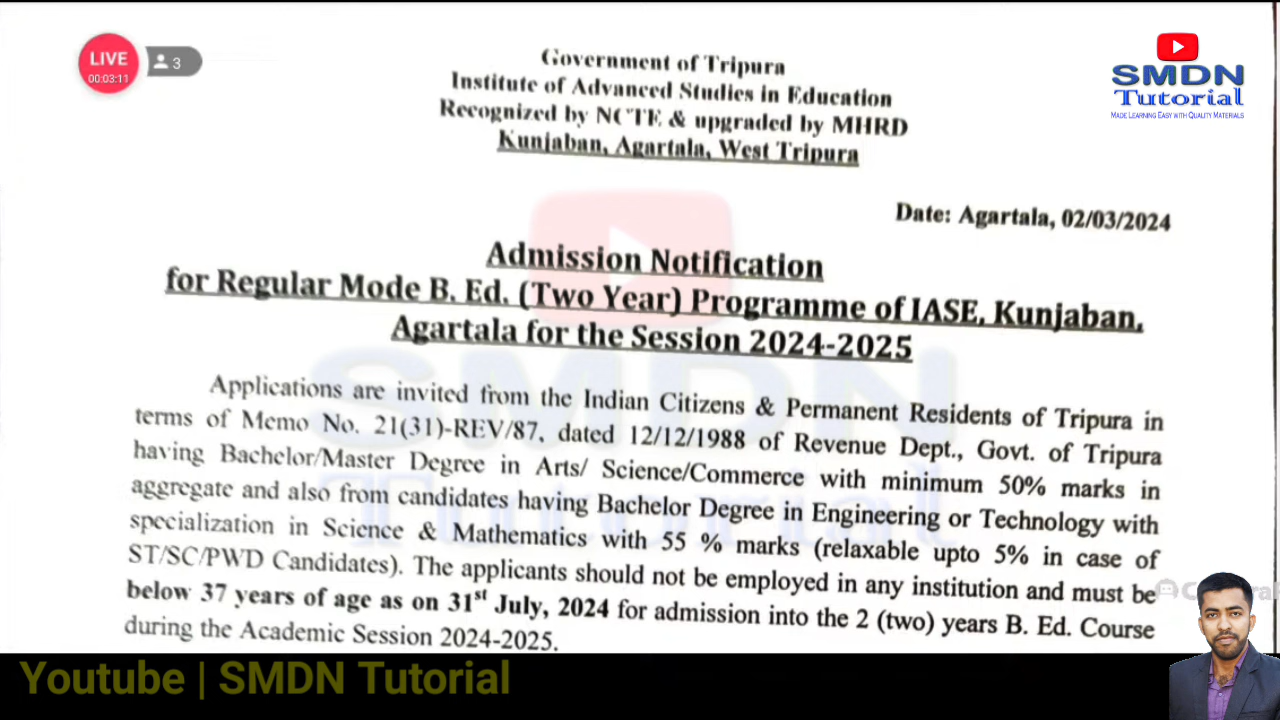 LIVE
00:03:11
3
SMDN
Tutorial
MADE LEARNING EASY WITH QUALITY MATERIALS
Government of Tripura
Institute of Advanced Studies in Education
Recognized by NCTE & upgraded by MHRD
Kunjaban, Agartala, West Tripura
Date: Agartala, 02/03/2024
Admission Notification
for Regular Mode B. Ed. (Two Year) Programme of IASE, Kunjaban,
Agartala for the Session 2024-2025
Applications are invited from the Indian Citizens & Permanent Residents of Tripura in
terms of Memo No. 21(31)-REV/87, dated 12/12/1988 of Revenue Dept., Govt. of Tripura
having Bachelor/Master Degree in Arts/ Science/Commerce with minimum 50% marks in
aggregate and also from candidates having Bachelor Degree in Engineering or Technology with
specialization in Science & Mathematics with 55 % marks (relaxable upto 5% in case of
ST/SC/PWD Candidates). The applicants should not be employed in any institution and must be
below 37 years of age as on 31st July, 2024 for admission into the 2 (two) years B. Ed. Course
during the Academic Session 2024-2025.
SMDN
Tutorial
Youtube | SMDN Tutorial